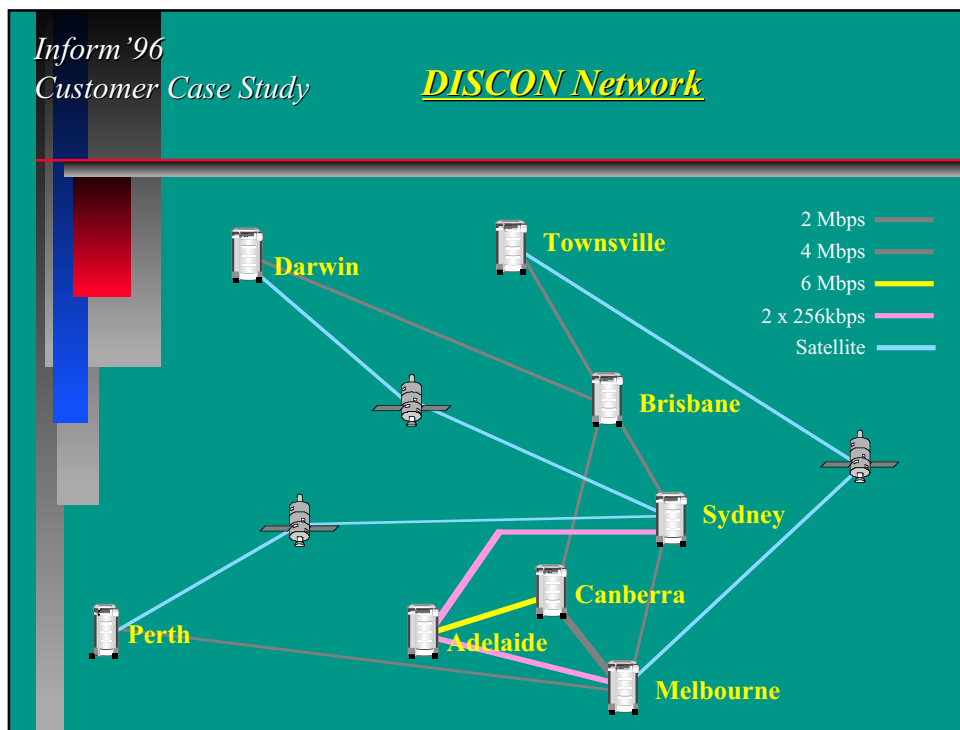 Inform’96
Customer Case Study
DISCON Network
2 Mbps
4 Mbps
6 Mbps
2 x 256kbps
Satellite
Townsville
Darwin
Brisbane
Sydney
Canberra
Perth
Adelaide
Melbourne